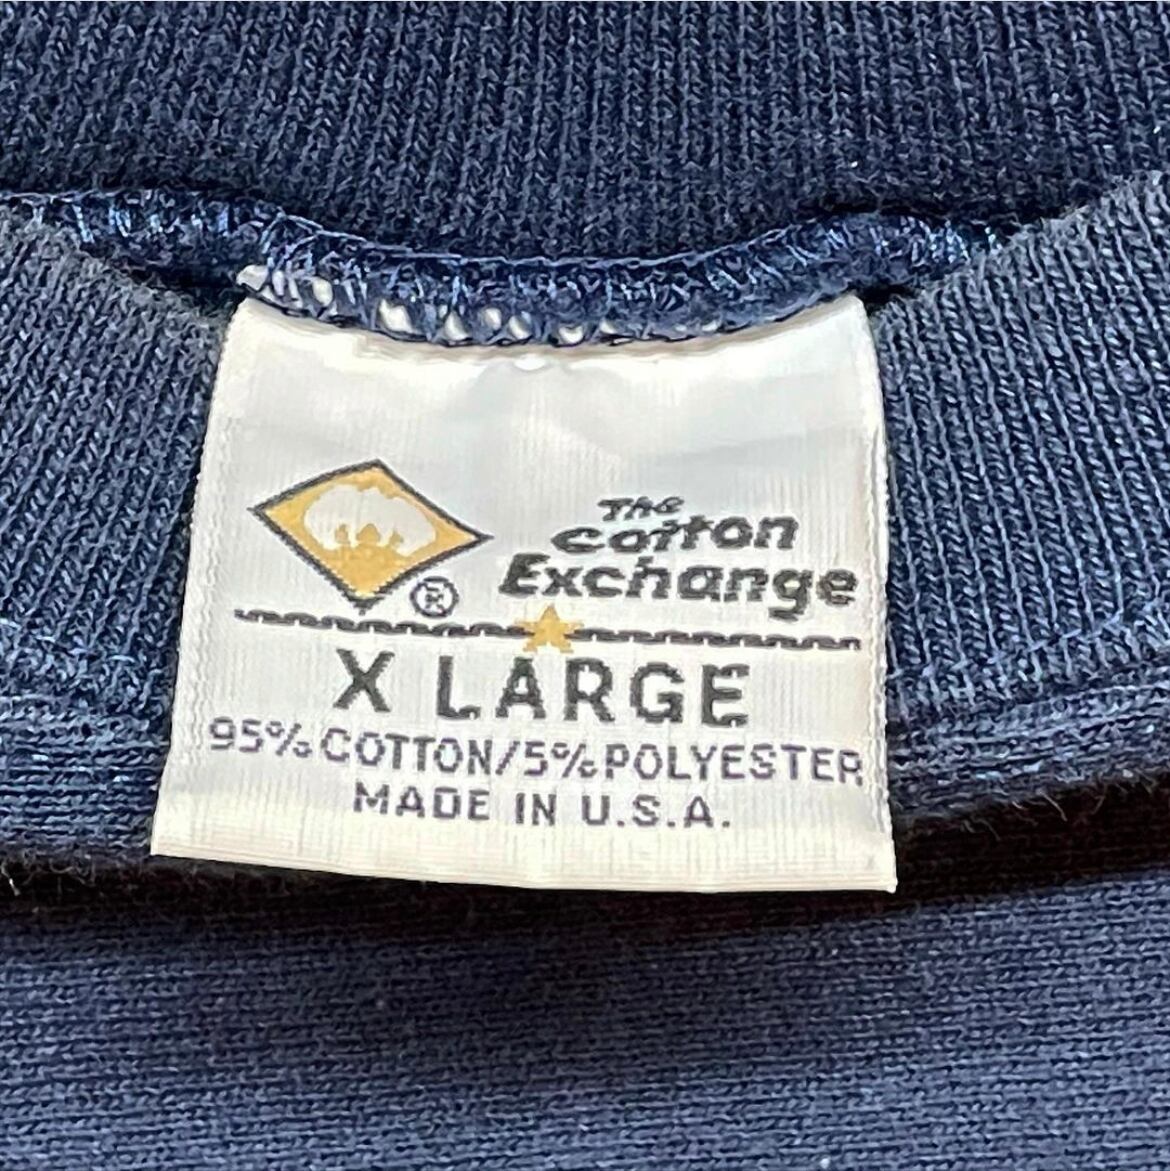 The
Cotton
Exchange
®
X LARGE
95% COTTON/5% POLYESTER
MADE IN U.S.A.